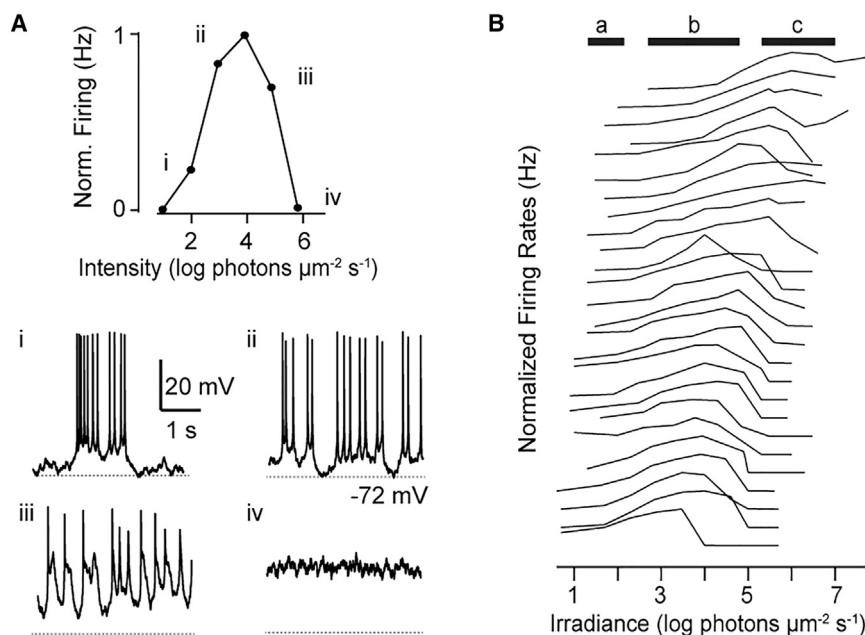 A
Norm. Firing (Hz)
1
0
i
ii
iii
iv
2 4 6
Intensity (log photons µm⁻² s⁻¹)
i
20 mV
1 s
ii
-72 mV
iii
iv
B
a b c
Normalized Firing Rates (Hz)
1 3 5 7
Irradiance (log photons µm⁻² s⁻¹)